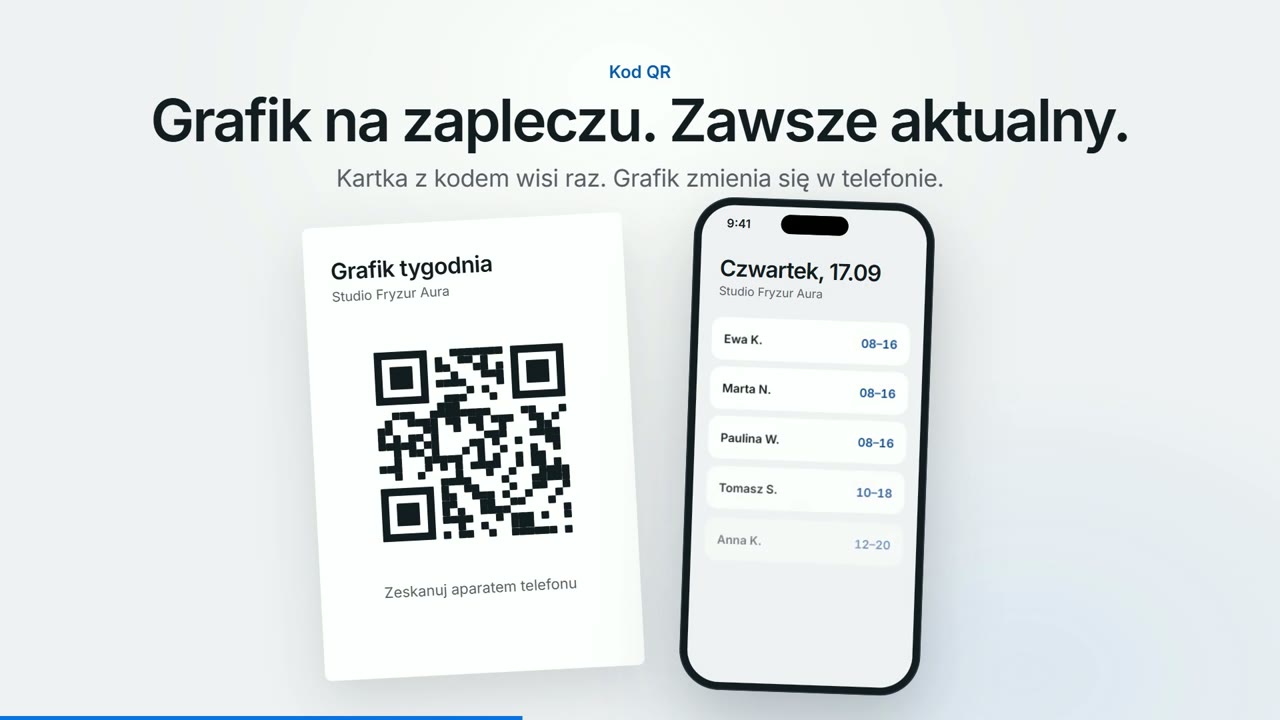 Kod QR
Grafik na zapleczu. Zawsze aktualny.
Kartka z kodem wisi raz. Grafik zmienia się w telefonie.
Grafik tygodnia
Studio Fryzur Aura
Zeskanuj aparatem telefonu
9:41
Czwartek, 17.09
Studio Fryzur Aura
Ewa K. 08–16
Marta N. 08–16
Paulina W. 08–16
Tomasz S. 10–18
Anna K. 12–20